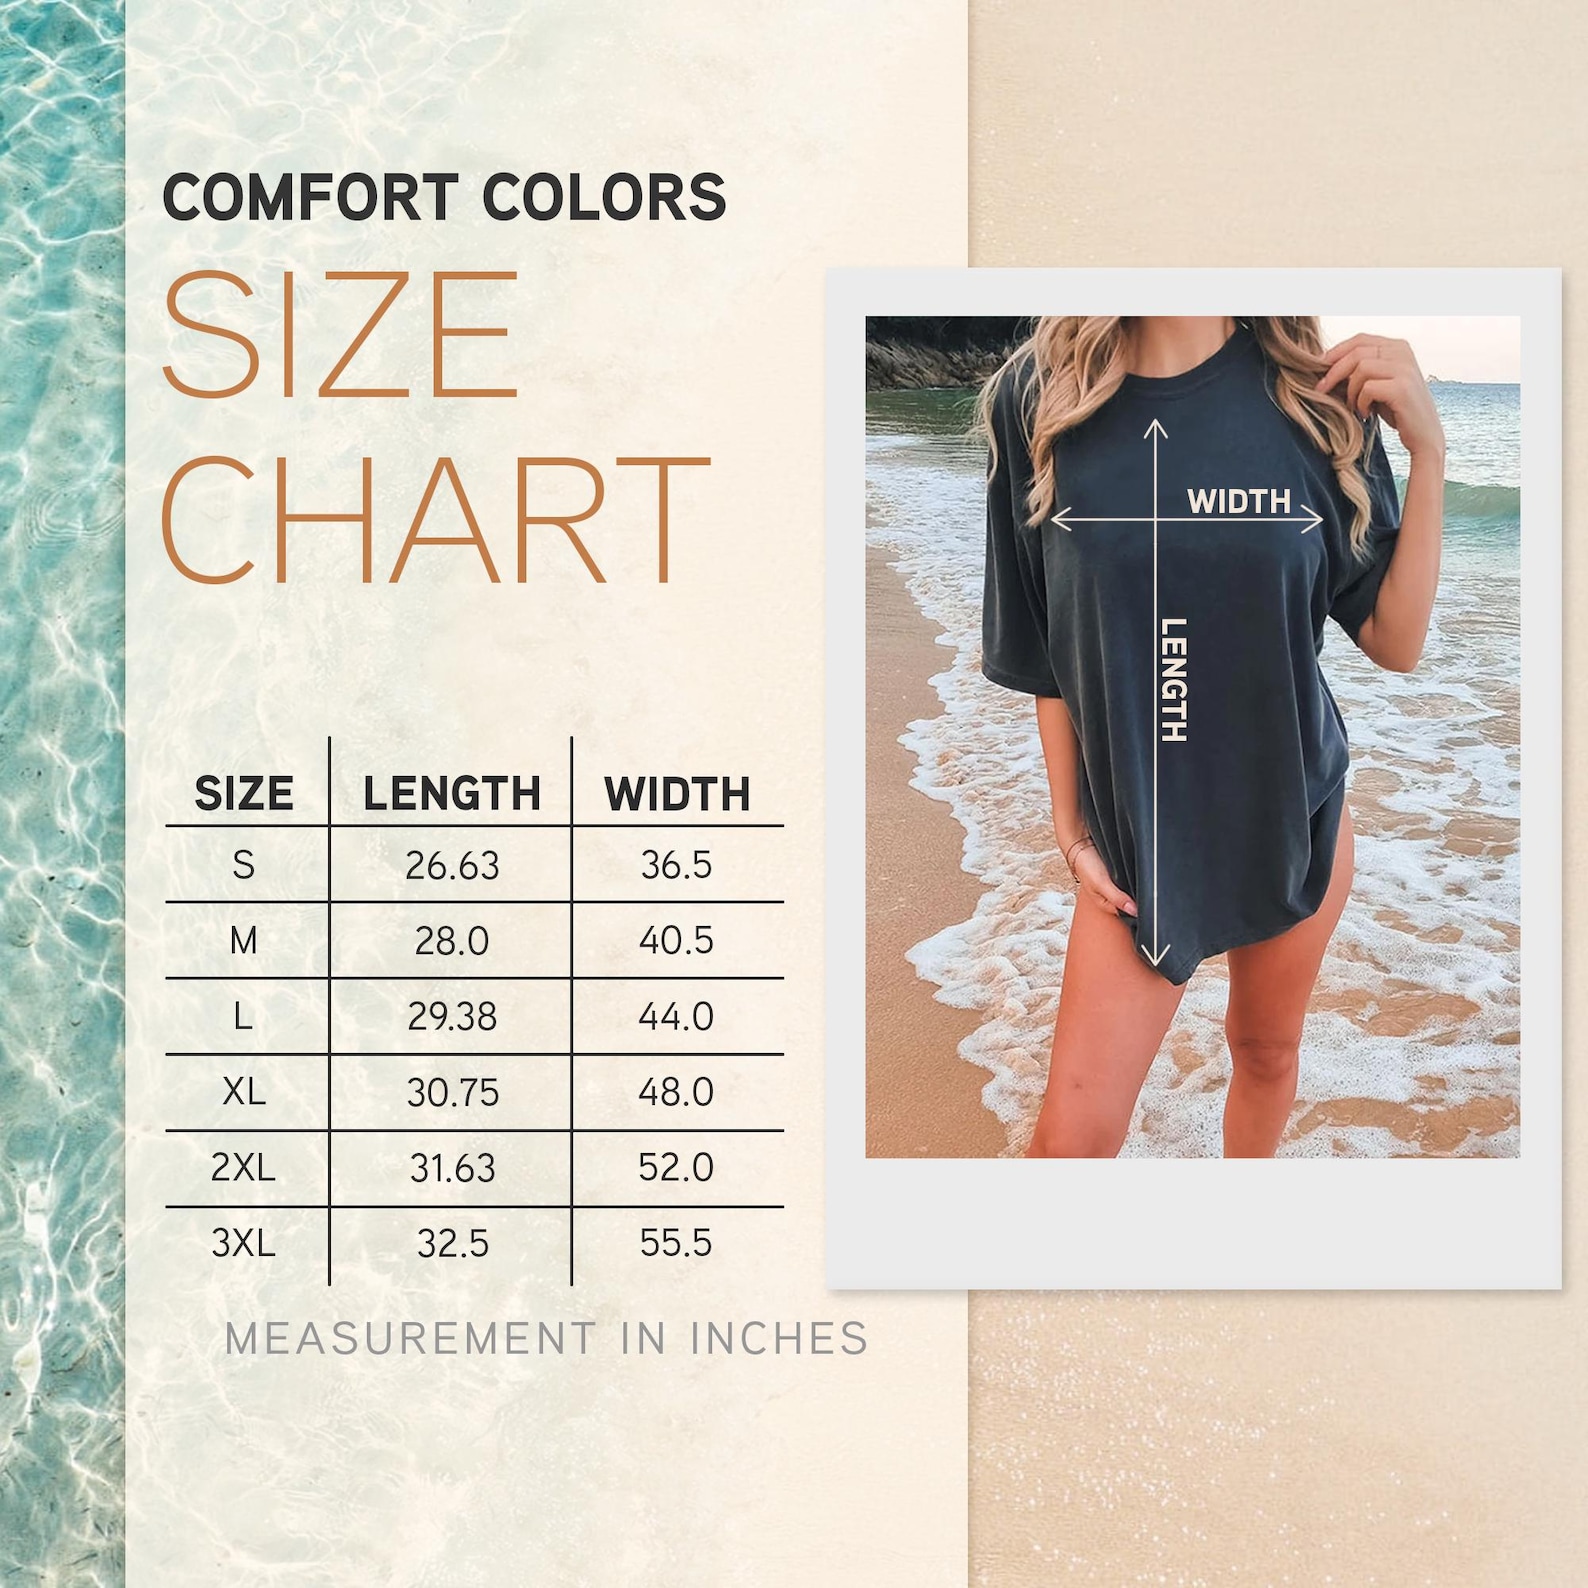 COMFORT COLORS
SIZE
CHART
SIZE LENGTH WIDTH
S 26.63 36.5
M 28.0 40.5
L 29.38 44.0
XL 30.75 48.0
2XL 31.63 52.0
3XL 32.5 55.5
MEASUREMENT IN INCHES
WIDTH
LENGTH